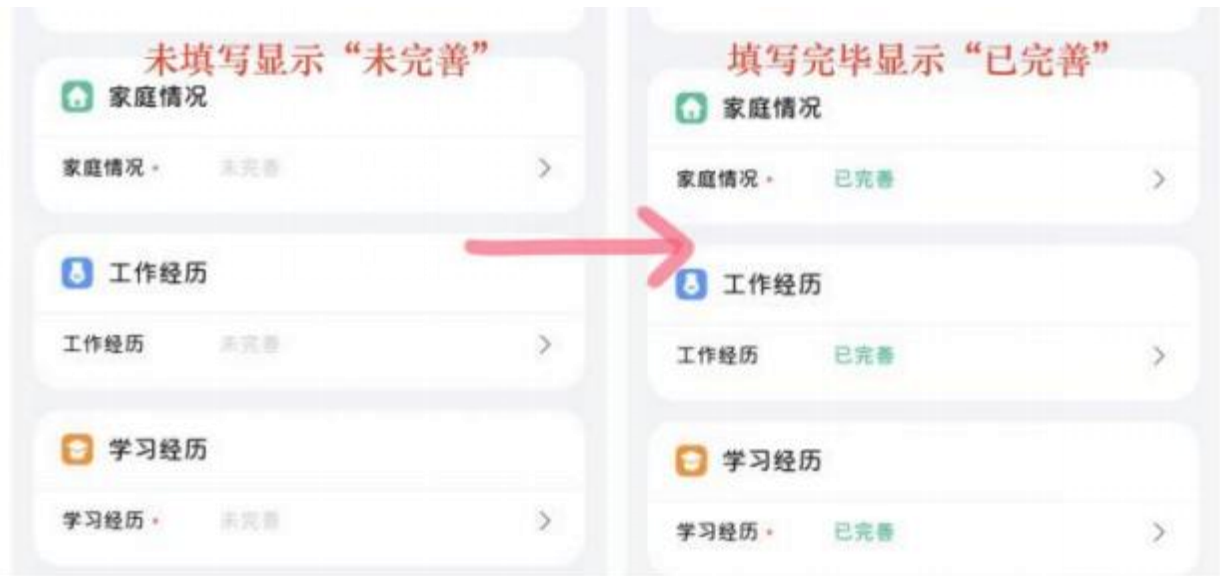 未填写显示“未完善”
家庭情况
家庭情况*
未完善
工作经历
工作经历
未完善
学习经历
学习经历*
未完善
填写完毕显示“已完善”
家庭情况
家庭情况*
已完善
工作经历
工作经历
已完善
学习经历
学习经历*
已完善